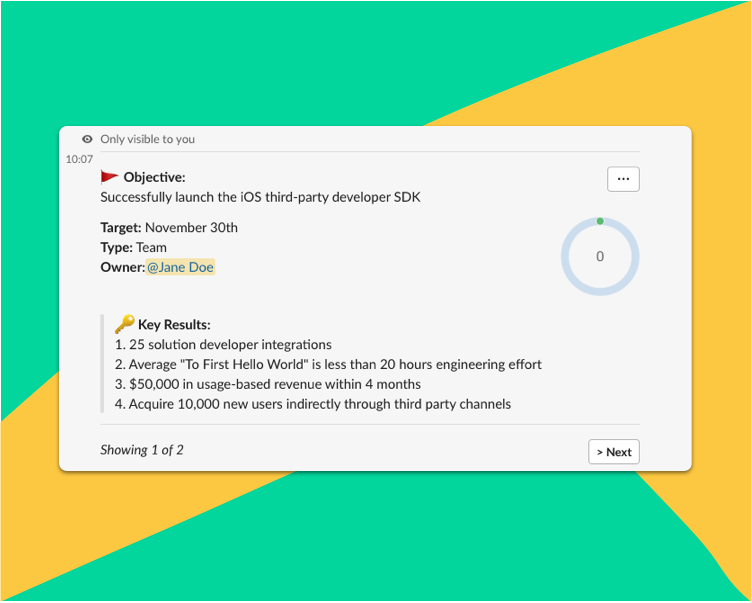 Only visible to you
10:07
Objective:
Successfully launch the iOS third-party developer SDK
Target: November 30th
Type: Team
Owner:@Jane Doe
0
Key Results:
1. 25 solution developer integrations
2. Average "To First Hello World" is less than 20 hours engineering effort
3. $50,000 in usage-based revenue within 4 months
4. Acquire 10,000 new users indirectly through third party channels
Showing 1 of 2
> Next